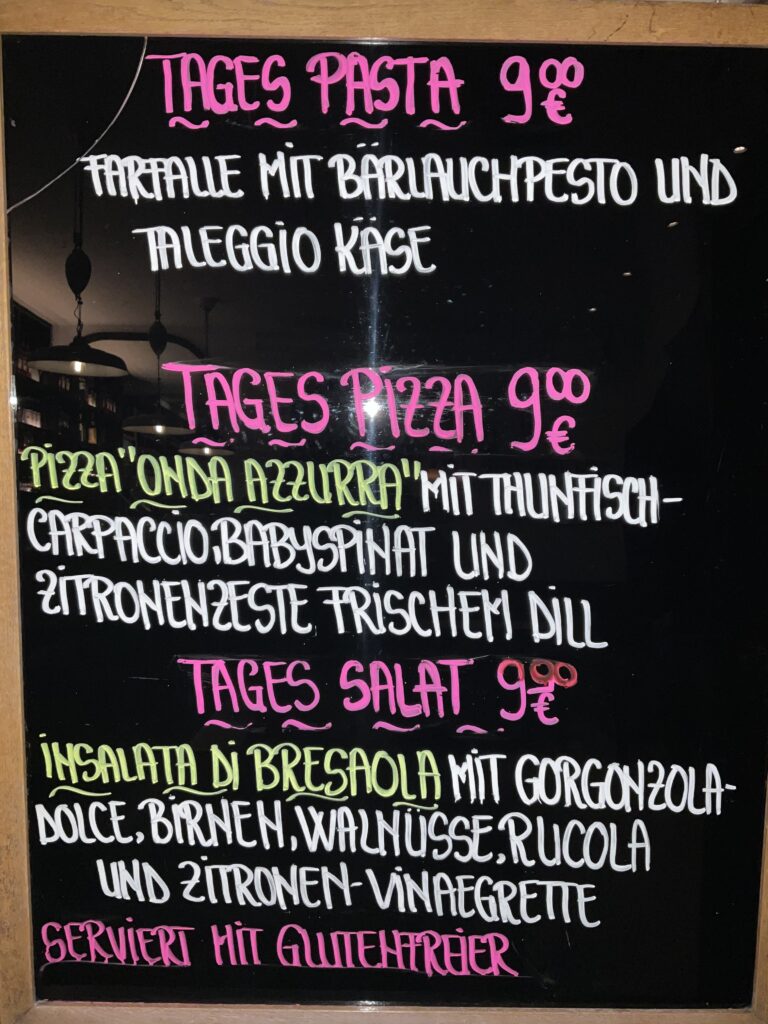 TAGES PASTA 9,00 €
FARFALLE MIT BÄRLAUCHPESTO UND
TALEGGIO KÄSE
TAGES PIZZA 9,00 €
PIZZA "ONDA AZZURRA" MIT THUNFISCH-
CARPACCIO, BABYSPINAT UND
ZITRONENZESTE FRISCHEM DILL
TAGES SALAT 9,00 €
INSALATA DI BRESAOLA MIT GORGONZOLA-
DOLCE, BIRNEN, WALNÜSSE, RUCOLA
UND ZITRONEN-VINAEGRETTE
SERVIERT MIT GLUTENFREIER